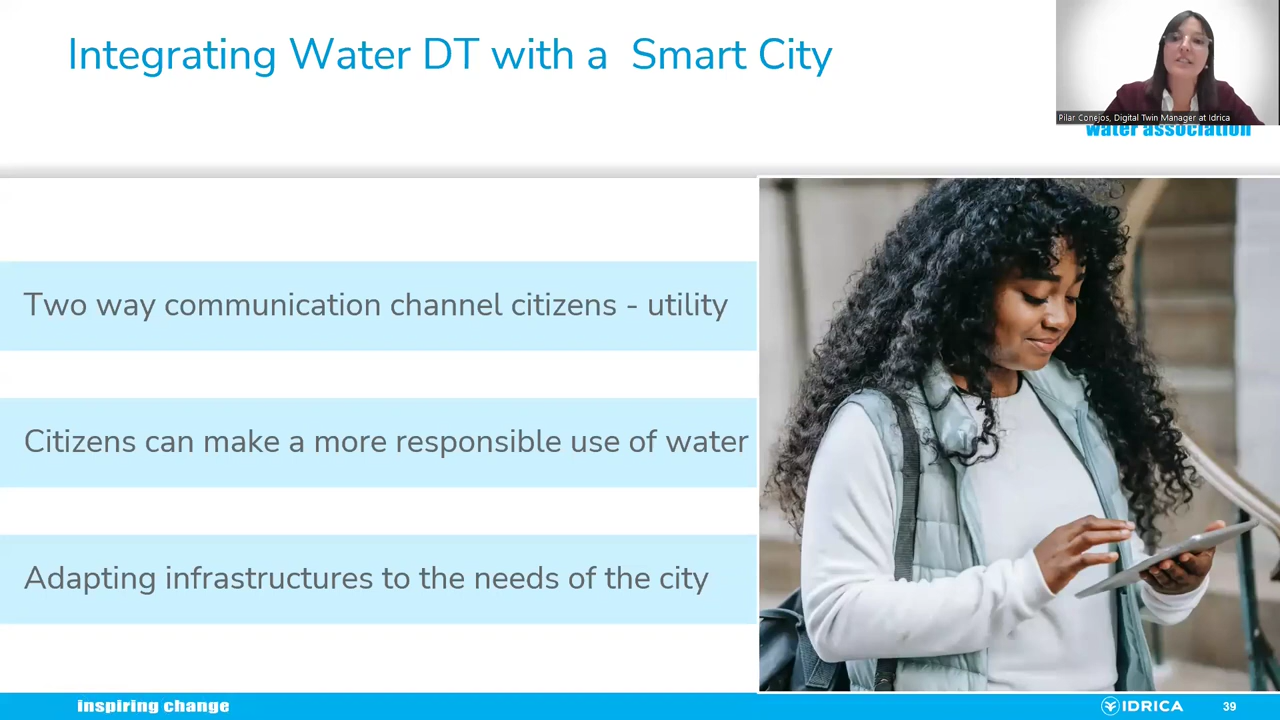 Integrating Water DT with a Smart City
Pilar Conejos, Digital Twin Manager at Idrica
water association
Two way communication channel citizens - utility
Citizens can make a more responsible use of water
Adapting infrastructures to the needs of the city
inspiring change
IDRICA
39